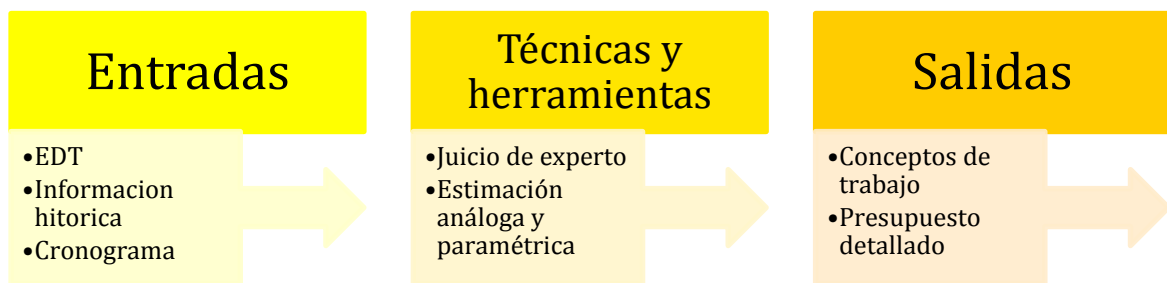 Entradas
•EDT
•Informacion
hitorica
•Cronograma
Técnicas y
herramientas
•Juicio de experto
•Estimación
análoga y
paramétrica
Salidas
•Conceptos de
trabajo
•Presupuesto
detallado